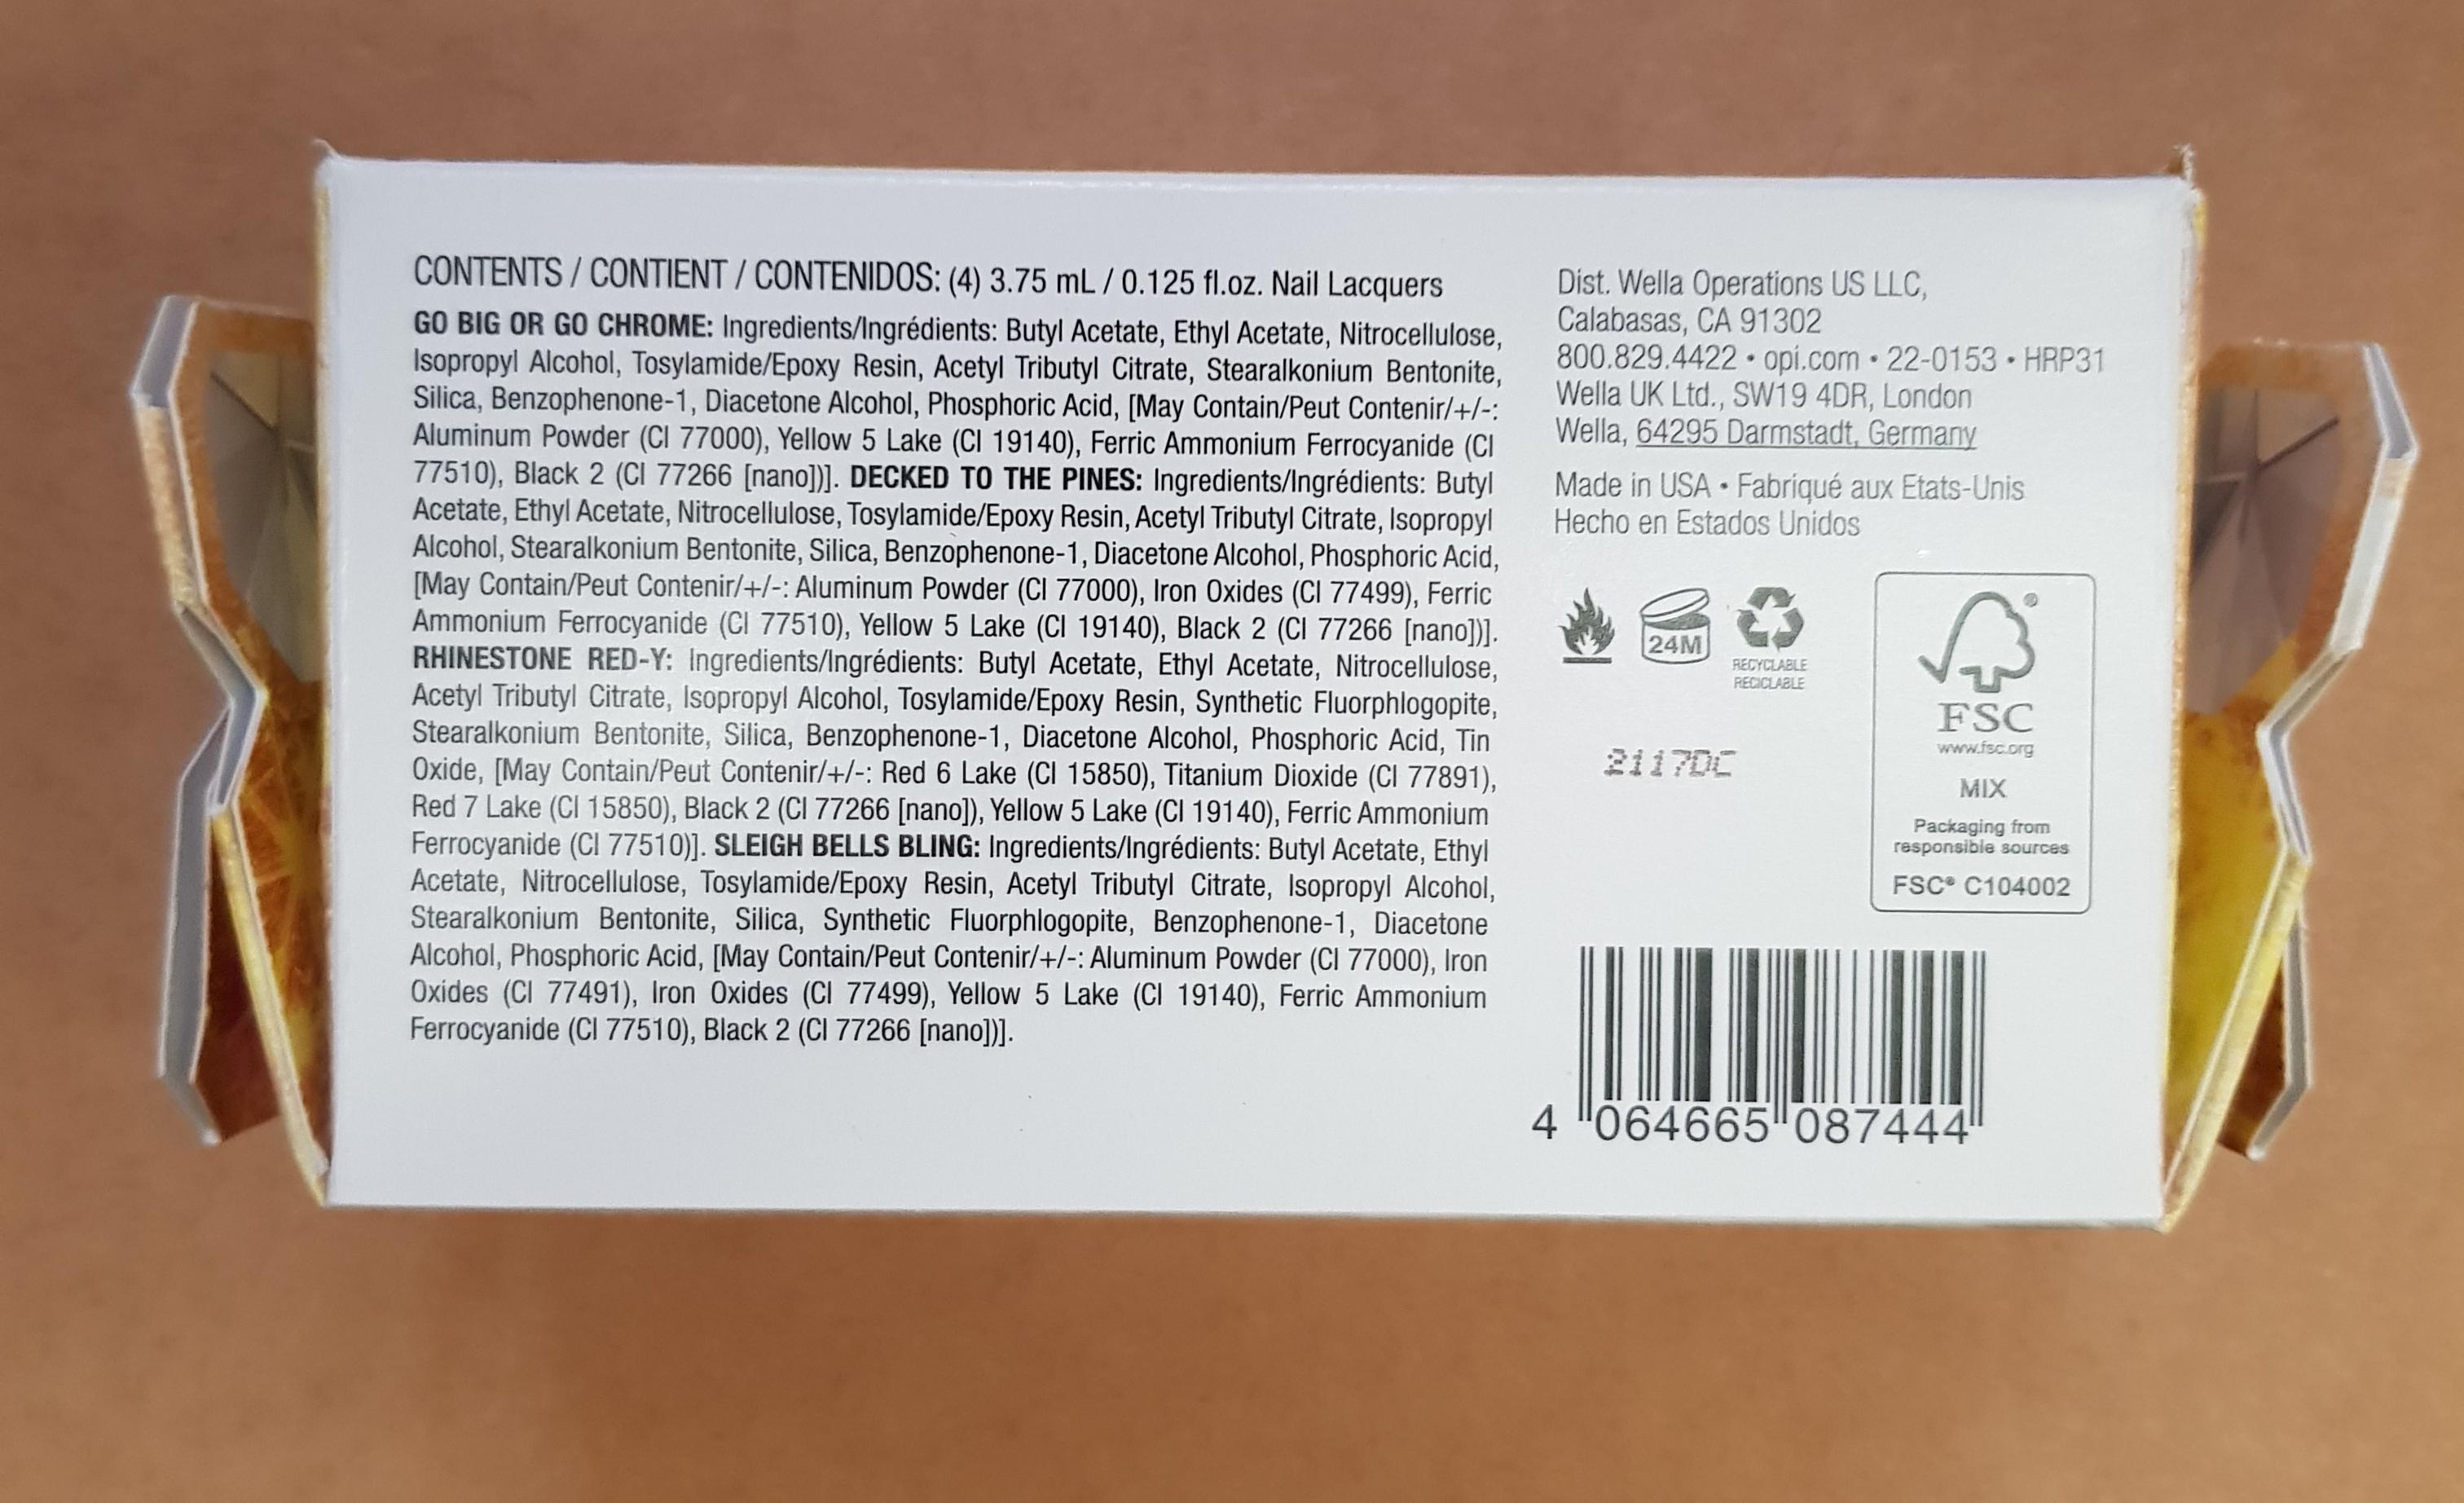 CONTENTS / CONTIENT / CONTENIDOS: (4) 3.75 mL / 0.125 fl.oz. Nail Lacquers
GO BIG OR GO CHROME: Ingredients/Ingrédients: Butyl Acetate, Ethyl Acetate, Nitrocellulose,
Isopropyl Alcohol, Tosylamide/Epoxy Resin, Acetyl Tributyl Citrate, Stearalkonium Bentonite,
Silica, Benzophenone-1, Diacetone Alcohol, Phosphoric Acid, [May Contain/Peut Contenir/+/-:
Aluminum Powder (CI 77000), Yellow 5 Lake (CI 19140), Ferric Ammonium Ferrocyanide (CI
77510), Black 2 (CI 77266 [nano])]. DECKED TO THE PINES: Ingredients/Ingrédients: Butyl
Acetate, Ethyl Acetate, Nitrocellulose, Tosylamide/Epoxy Resin, Acetyl Tributyl Citrate, Isopropyl
Alcohol, Stearalkonium Bentonite, Silica, Benzophenone-1, Diacetone Alcohol, Phosphoric Acid,
[May Contain/Peut Contenir/+/-: Aluminum Powder (CI 77000), Iron Oxides (CI 77499), Ferric
Ammonium Ferrocyanide (CI 77510), Yellow 5 Lake (CI 19140), Black 2 (CI 77266 [nano])].
RHINESTONE RED-Y: Ingredients/Ingrédients: Butyl Acetate, Ethyl Acetate, Nitrocellulose,
Acetyl Tributyl Citrate, Isopropyl Alcohol, Tosylamide/Epoxy Resin, Synthetic Fluorphlogopite,
Stearalkonium Bentonite, Silica, Benzophenone-1, Diacetone Alcohol, Phosphoric Acid, Tin
Oxide, [May Contain/Peut Contenir/+/-: Red 6 Lake (CI 15850), Titanium Dioxide (CI 77891),
Red 7 Lake (CI 15850), Black 2 (CI 77266 [nano]), Yellow 5 Lake (CI 19140), Ferric Ammonium
Ferrocyanide (CI 77510)]. SLEIGH BELLS BLING: Ingredients/Ingrédients: Butyl Acetate, Ethyl
Acetate, Nitrocellulose, Tosylamide/Epoxy Resin, Acetyl Tributyl Citrate, Isopropyl Alcohol,
Stearalkonium Bentonite, Silica, Synthetic Fluorphlogopite, Benzophenone-1, Diacetone
Alcohol, Phosphoric Acid, [May Contain/Peut Contenir/+/-: Aluminum Powder (CI 77000), Iron
Oxides (CI 77491), Iron Oxides (CI 77499), Yellow 5 Lake (CI 19140), Ferric Ammonium
Ferrocyanide (CI 77510), Black 2 (CI 77266 [nano])].
Dist. Wella Operations US LLC,
Calabasas, CA 91302
800.829.4422 • opi.com • 22-0153 • HRP31
Wella UK Ltd., SW19 4DR, London
Wella, 64295 Darmstadt, Germany
Made in USA • Fabriqué aux Etats-Unis
Hecho en Estados Unidos
24M
RECYCLABLE
RECICLABLE
2117DC
FSC
www.fsc.org
MIX
Packaging from
responsible sources
FSC® C104002
4 064665 087444